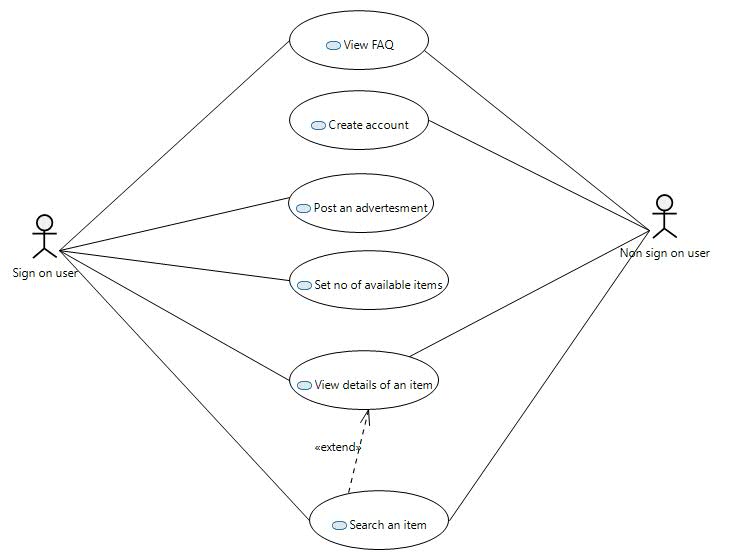 View FAQ
Create account
Post an advertesment
Set no of available items
View details of an item
«extend»
Search an item
Sign on user
Non sign on user